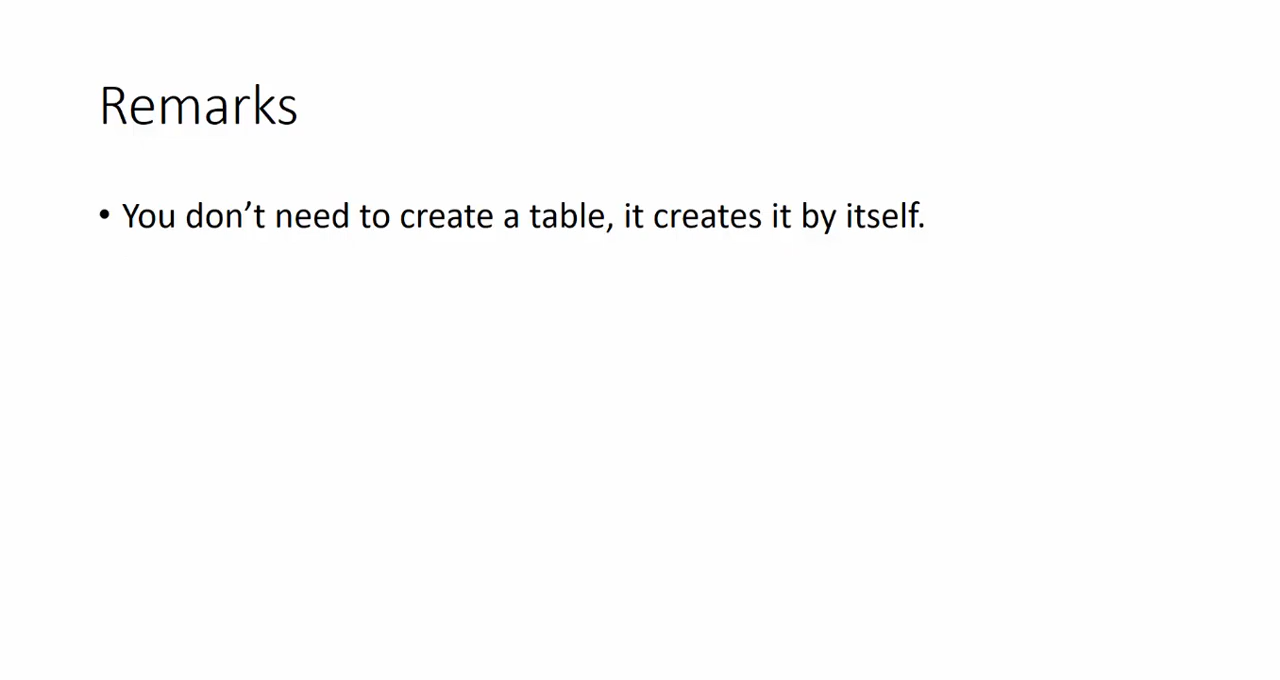 Remarks
• You don’t need to create a table, it creates it by itself.